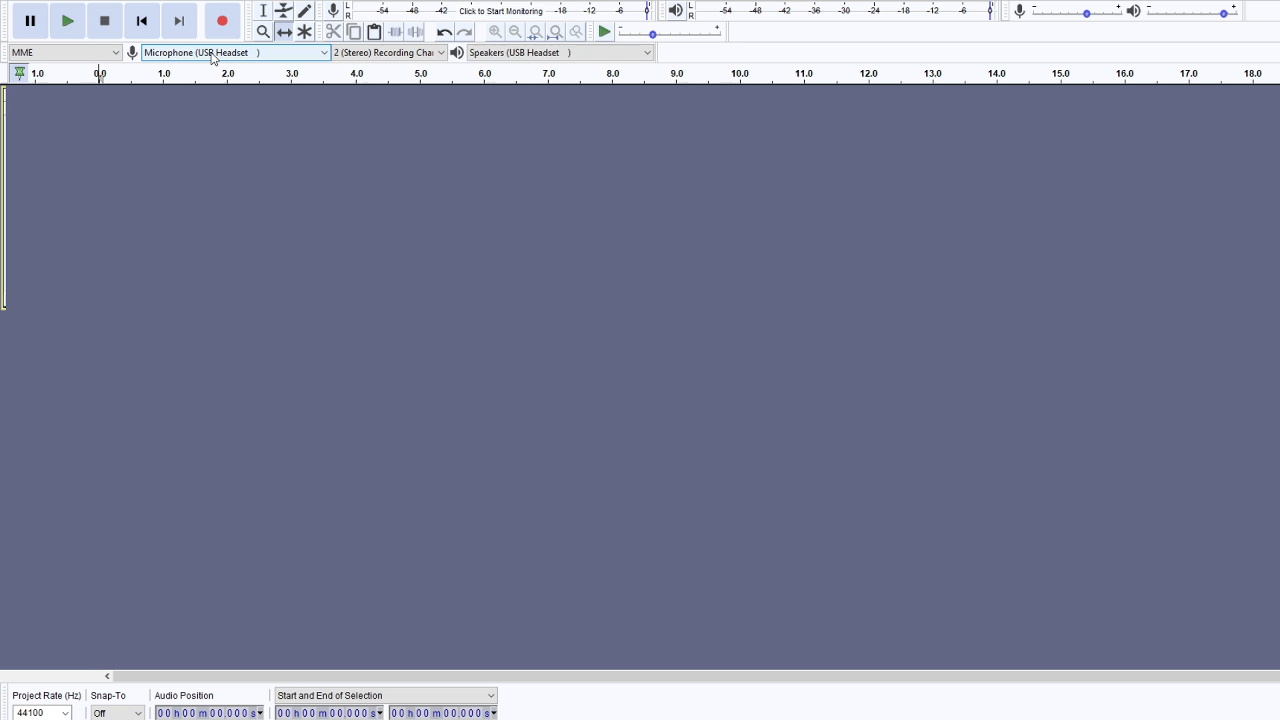 L
R
-54 -48 -42 Click to Start Monitoring -18 -12 -6
L
R
-54 -48 -42 -36 -30 -24 -18 -12 -6
- +
- +
- +
MME
Microphone (USB Headset )
2 (Stereo) Recording Char
Speakers (USB Headset )
1.0 0.0 1.0 2.0 3.0 4.0 5.0 6.0 7.0 8.0 9.0 10.0 11.0 12.0 13.0 14.0 15.0 16.0 17.0 18.0
Project Rate (Hz) Snap-To Audio Position Start and End of Selection
44100 Off 00 h 00 m 00.000 s 00 h 00 m 00.000 s 00 h 00 m 00.000 s